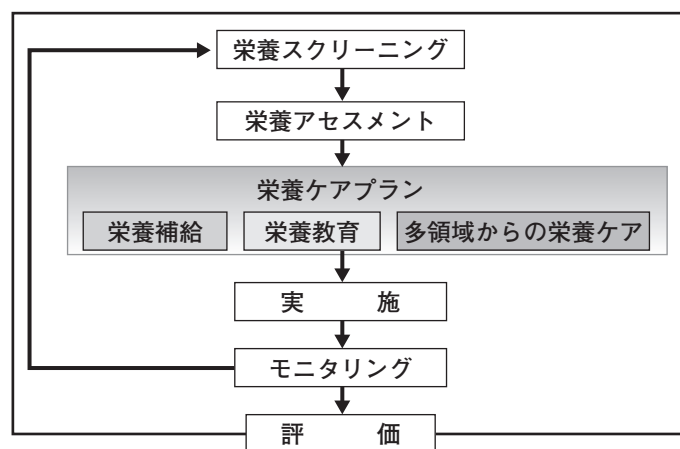 栄養スクリーニング
栄養アセスメント
栄養ケアプラン
栄養補給 栄養教育 多領域からの栄養ケア
実　　施
モニタリング
評　　価